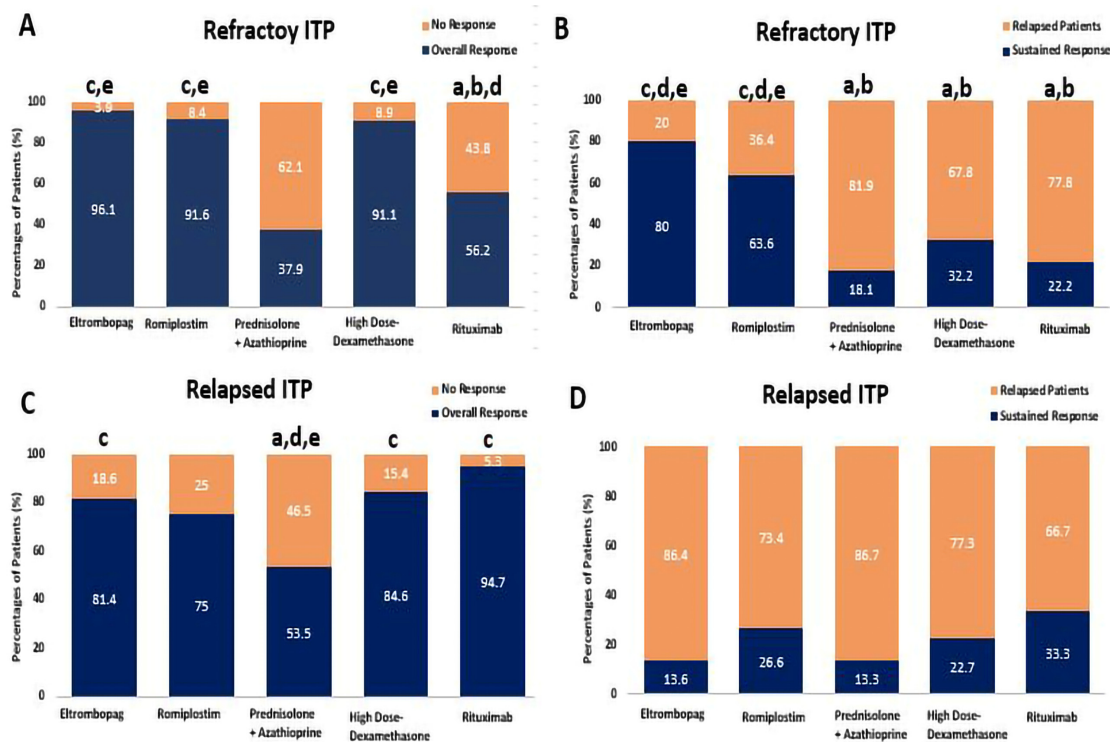 A
Refractoy ITP
No Response
Overall Response
c,e
c,e
c,e
a,b,d
Percentages of Patients (%)
100
80
60
40
20
0
3.9
8.4
62.1
8.9
43.8
96.1
91.6
37.9
91.1
56.2
Eltrombopag
Romiplostim
Prednisolone
+ Azathioprine
High Dose-
Dexamethasone
Rituximab
B
Refractory ITP
Relapsed Patients
Sustained Response
c,d,e
c,d,e
a,b
a,b
a,b
Percentages of Patients (%)
100
80
60
40
20
0
20
36.4
81.9
67.8
77.8
80
63.6
18.1
32.2
22.2
Eltrombopag
Romiplostim
Prednisolone
+ Azathioprine
High Dose-
Dexamethasone
Rituximab
C
Relapsed ITP
No Response
Overall Response
c
a,d,e
c
c
Percentages of Patients (%)
100
80
60
40
20
0
18.6
25
46.5
15.4
5.3
81.4
75
53.5
84.6
94.7
Eltrombopag
Romiplostim
Prednisolone
+ Azathioprine
High Dose-
Dexamethasone
Rituximab
D
Relapsed ITP
Relapsed Patients
Sustained Response
Percentages of Patients (%)
100
80
60
40
20
0
86.4
73.4
86.7
77.3
66.7
13.6
26.6
13.3
22.7
33.3
Eltrombopag
Romiplostim
Prednisolone
+ Azathioprine
High Dose-
Dexamethasone
Rituximab